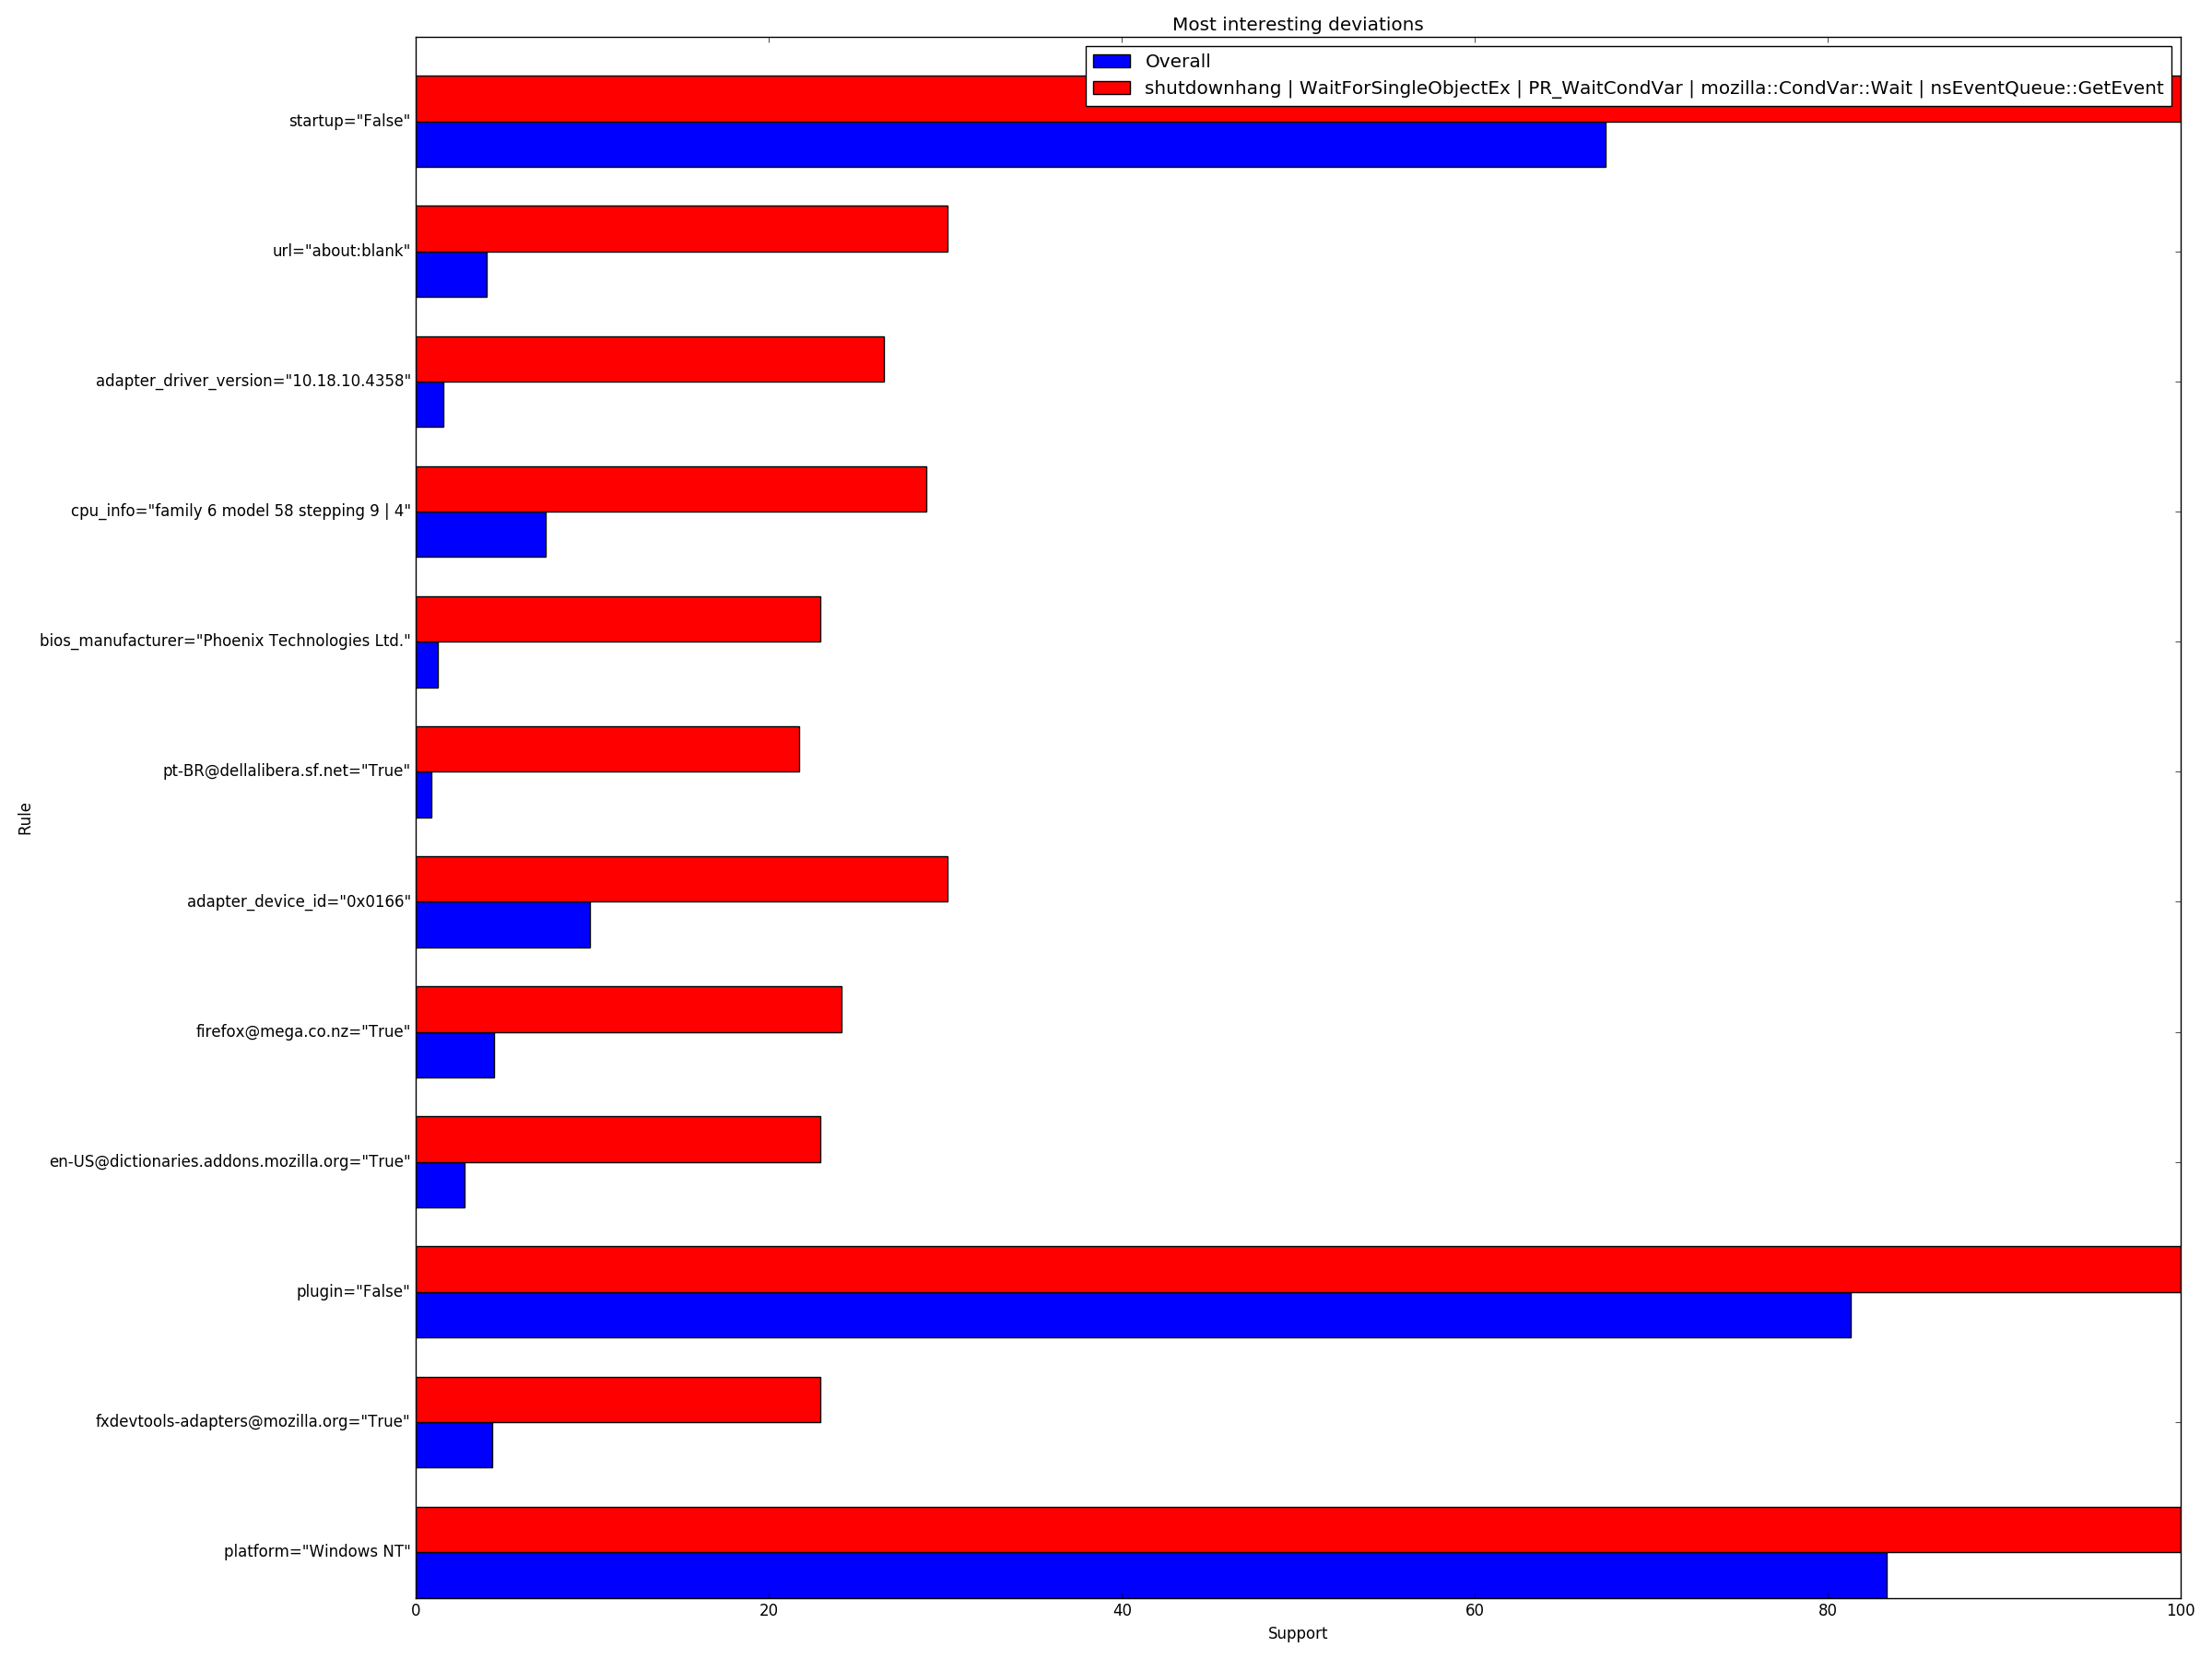 Most interesting deviations
Overall
shutdownhang | WaitForSingleObjectEx | PR_WaitCondVar | mozilla::CondVar::Wait | nsEventQueue::GetEvent
startup="False"
url="about:blank"
adapter_driver_version="10.18.10.4358"
cpu_info="family 6 model 58 stepping 9 | 4"
bios_manufacturer="Phoenix Technologies Ltd."
pt-BR@dellalibera.sf.net="True"
Rule
adapter_device_id="0x0166"
firefox@mega.co.nz="True"
en-US@dictionaries.addons.mozilla.org="True"
plugin="False"
fxdevtools-adapters@mozilla.org="True"
platform="Windows NT"
0 20 40 60 80 100
Support